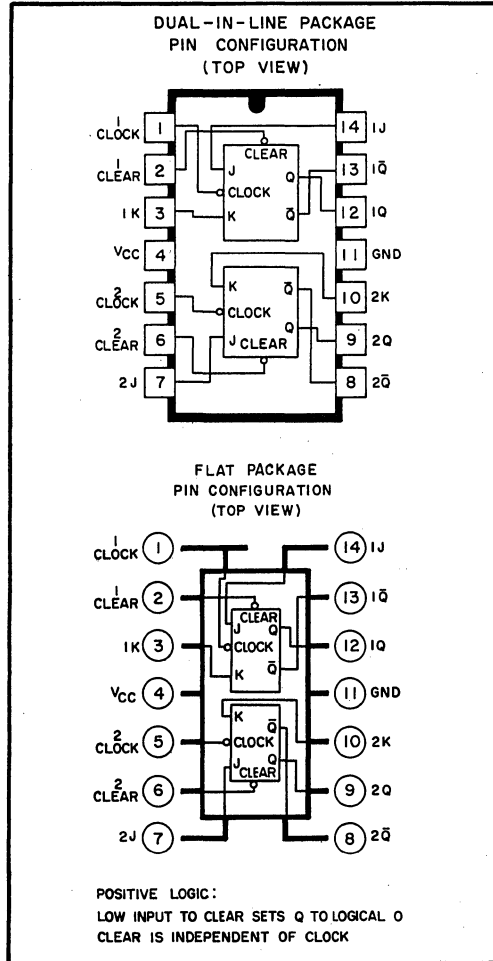 DUAL-IN-LINE PACKAGE
PIN CONFIGURATION
(TOP VIEW)
1 CLOCK 1
1 CLEAR 2
1K 3
VCC 4
2 CLOCK 5
2 CLEAR 6
2J 7
14 1J
13 1Q̅
12 1Q
11 GND
10 2K
9 2Q
8 2Q̅
CLEAR
J Q
CLOCK
K Q̅
K Q̅
CLOCK
J Q
CLEAR
FLAT PACKAGE
PIN CONFIGURATION
(TOP VIEW)
1 CLOCK 1
1 CLEAR 2
1K 3
VCC 4
2 CLOCK 5
2 CLEAR 6
2J 7
14 1J
13 1Q̅
12 1Q
11 GND
10 2K
9 2Q
8 2Q̅
CLEAR
J Q
CLOCK
K Q̅
K Q̅
CLOCK
J Q
CLEAR
POSITIVE LOGIC:
LOW INPUT TO CLEAR SETS Q TO LOGICAL 0
CLEAR IS INDEPENDENT OF CLOCK